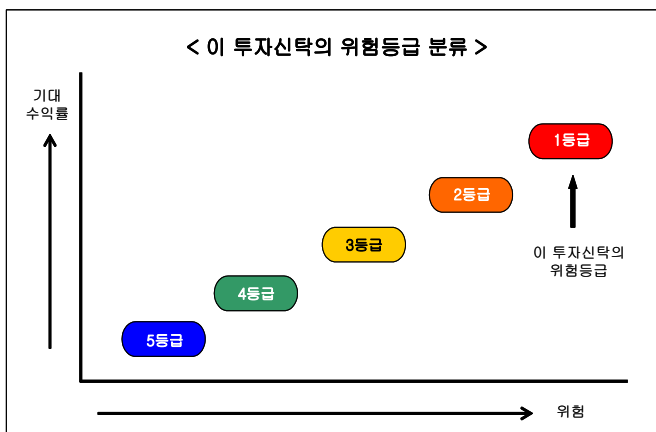 < 이 투자신탁의 위험등급 분류 >
기대
수익률
1등급
2등급
3등급
이 투자신탁의
위험등급
4등급
5등급
위험